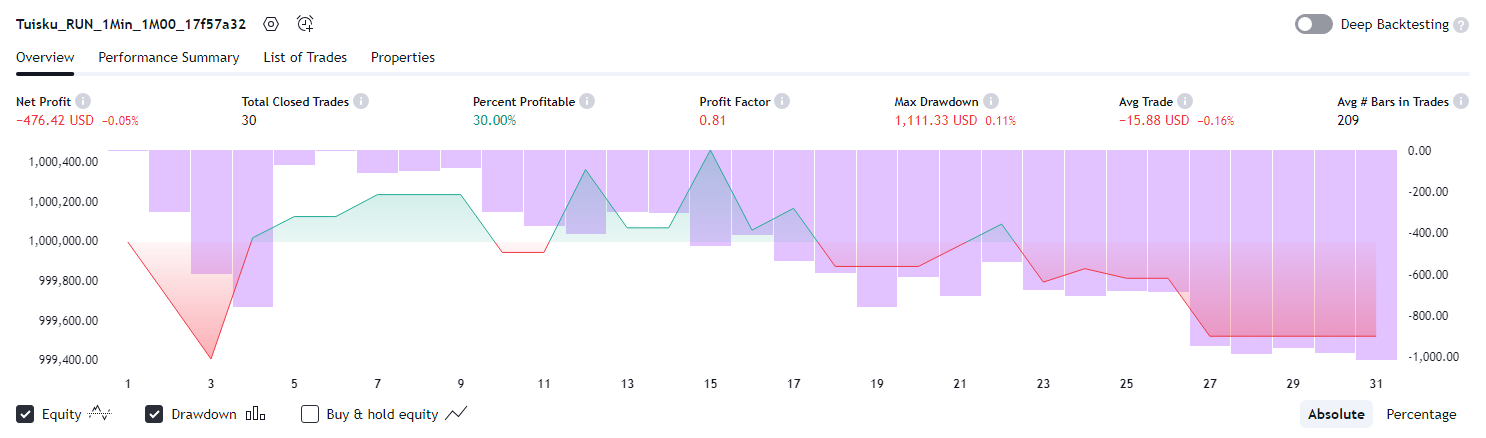 Tuisku_RUN_1Min_1M00_17f57a32
Deep Backtesting ?
Overview Performance Summary List of Trades Properties
Net Profit Total Closed Trades Percent Profitable Profit Factor Max Drawdown Avg Trade Avg # Bars in Trades
−476.42 USD −0.05% 30 30.00% 0.81 1,111.33 USD 0.11% −15.88 USD −0.16% 209
1,000,400.00
1,000,200.00
1,000,000.00
999,800.00
999,600.00
999,400.00
0.00
−200.00
−400.00
−600.00
−800.00
−1,000.00
1 3 5 7 9 11 13 15 17 19 21 23 25 27 29 31
Equity Drawdown Buy & hold equity Absolute Percentage